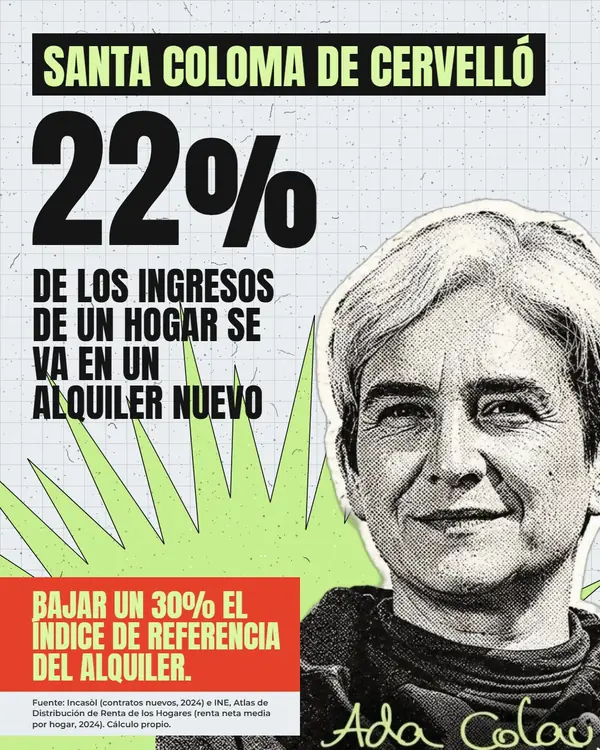 SANTA COLOMA DE CERVELLÓ
22%
DE LOS INGRESOS
DE UN HOGAR SE
VA EN UN
ALQUILER NUEVO
BAJAR UN 30% EL
ÍNDICE DE REFERENCIA
DEL ALQUILER.
Fuente: Incasòl (contratos nuevos, 2024) e INE, Atlas de
Distribución de Renta de los Hogares (renta neta media
por hogar, 2024). Cálculo propio.
Ada Colau